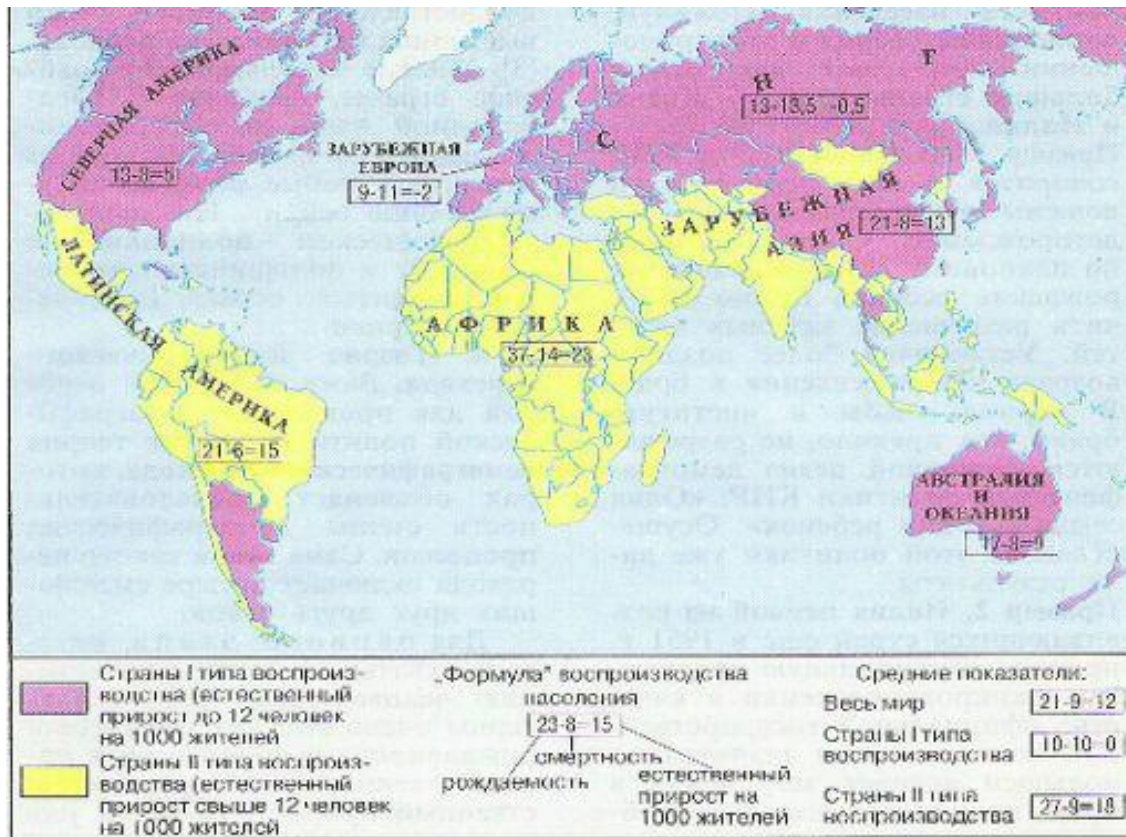 СЕВЕРНАЯ АМЕРИКА
13-8=5
ЗАРУБЕЖНАЯ
ЕВРОПА
9-11=-2
С Н Г
13-13,5 -0,5
ЗАРУБЕЖНАЯ
АЗИЯ
21-8=13
ЛАТИНСКАЯ
АМЕРИКА
21-6=15
АФРИКА
37-14=23
АВСТРАЛИЯ
И
ОКЕАНИЯ
17-8=9
Страны I типа воспроиз-
водства (естественный
прирост до 12 человек
на 1000 жителей
Страны II типа воспроиз-
водства (естественный
прирост свыше 12 человек
на 1000 жителей
„Формула" воспроизводства
населения
23-8=15
смертность
рождаемость
естественный
прирост на
1000 жителей
Средние показатели:
Весь мир 21-9=12
Страны I типа
воспроизводства 10-10=0
Страны II типа
воспроизводства 27-9=18